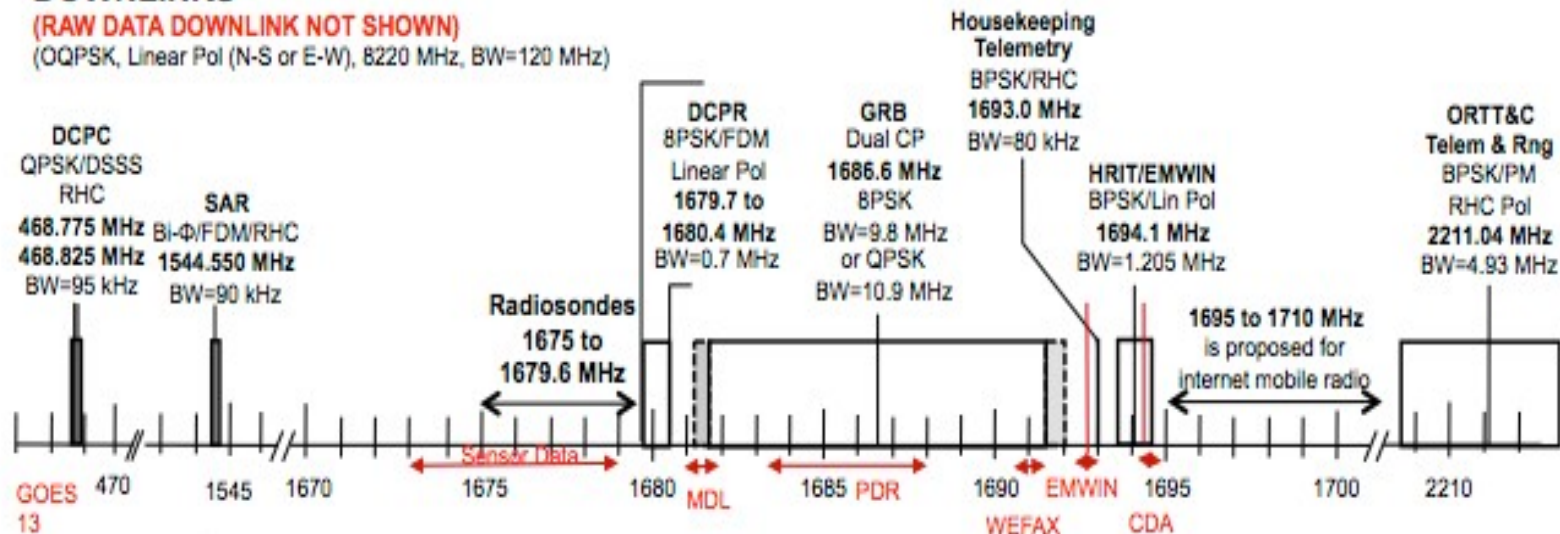 (RAW DATA DOWNLINK NOT SHOWN)
(OQPSK, Linear Pol (N-S or E-W), 8220 MHz, BW=120 MHz)
DCPC
QPSK/DSSS
RHC
468.775 MHz
468.825 MHz
BW=95 kHz
SAR
Bi-Φ/FDM/RHC
1544.550 MHz
BW=90 kHz
Radiosondes
1675 to
1679.6 MHz
DCPR
8PSK/FDM
Linear Pol
1679.7 to
1680.4 MHz
BW=0.7 MHz
GRB
Dual CP
1686.6 MHz
8PSK
BW=9.8 MHz
or QPSK
BW=10.9 MHz
Housekeeping
Telemetry
BPSK/RHC
1693.0 MHz
BW=80 kHz
HRIT/EMWIN
BPSK/Lin Pol
1694.1 MHz
BW=1.205 MHz
1695 to 1710 MHz
is proposed for
internet mobile radio
ORTT&C
Telem & Rng
BPSK/PM
RHC Pol
2211.04 MHz
BW=4.93 MHz
Sensor Data
GOES
13
470
1545
1670
1675
1680
MDL
1685
PDR
1690
WEFAX
EMWIN
CDA
1695
1700
2210